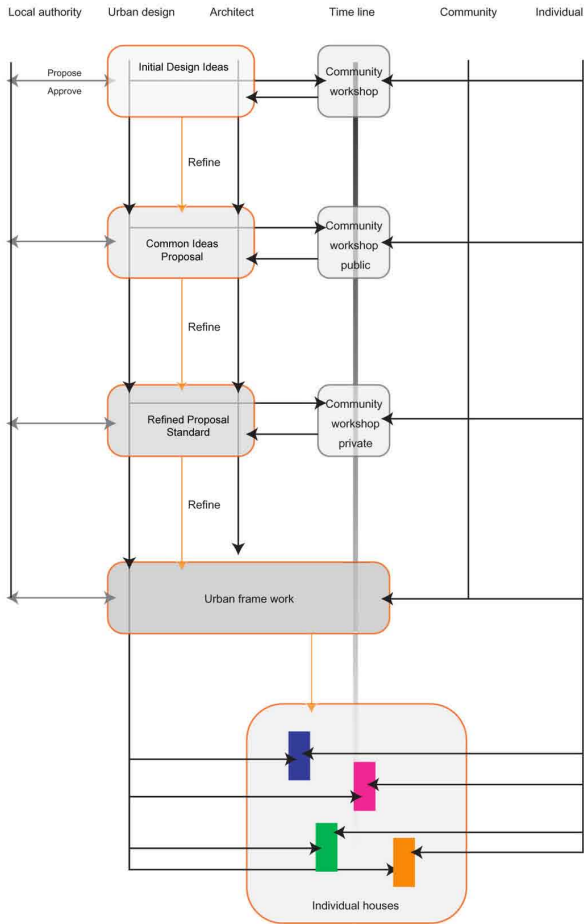 Local authority
Urban design
Architect
Time line
Community
Individual
Initial Design Ideas
Propose
Approve
Community
workshop
Refine
Common Ideas
Proposal
Community
workshop
public
Refine
Refined Proposal
Standard
Community
workshop
private
Refine
Urban frame work
Individual houses